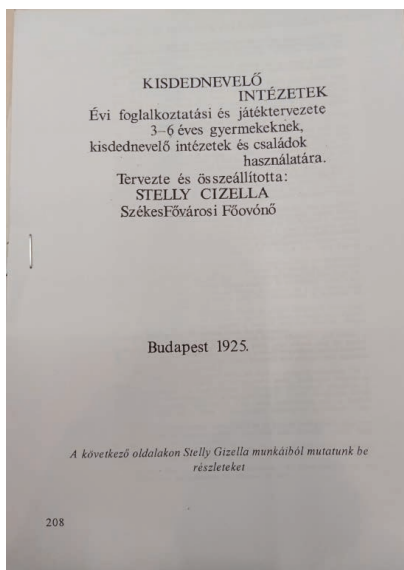 KISDEDNEVELŐ
INTÉZETEK
Évi foglalkoztatási és játéktervezete
3-6 éves gyermekeknek,
kisdednevelő intézetek és családok
használatára.
Tervezte és összeállította:
STELLY CIZELLA
SzékesFővárosi Főovónő
Budapest 1925.
A következő oldalakon Stelly Gizella munkáiból mutatunk be
részleteket
208